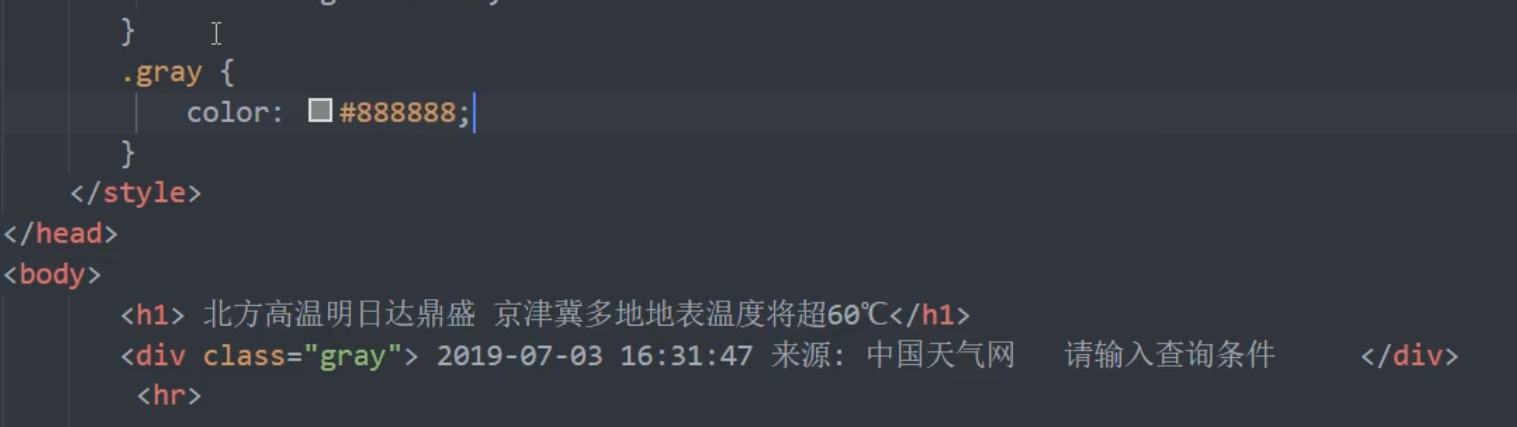 }
.gray {
color: #888888;
}
</style>
</head>
<body>
<h1> 北方高温明日达鼎盛 京津冀多地地表温度将超60℃</h1>
<div class="gray"> 2019-07-03 16:31:47 来源: 中国天气网 请输入查询条件 </div>
<hr>